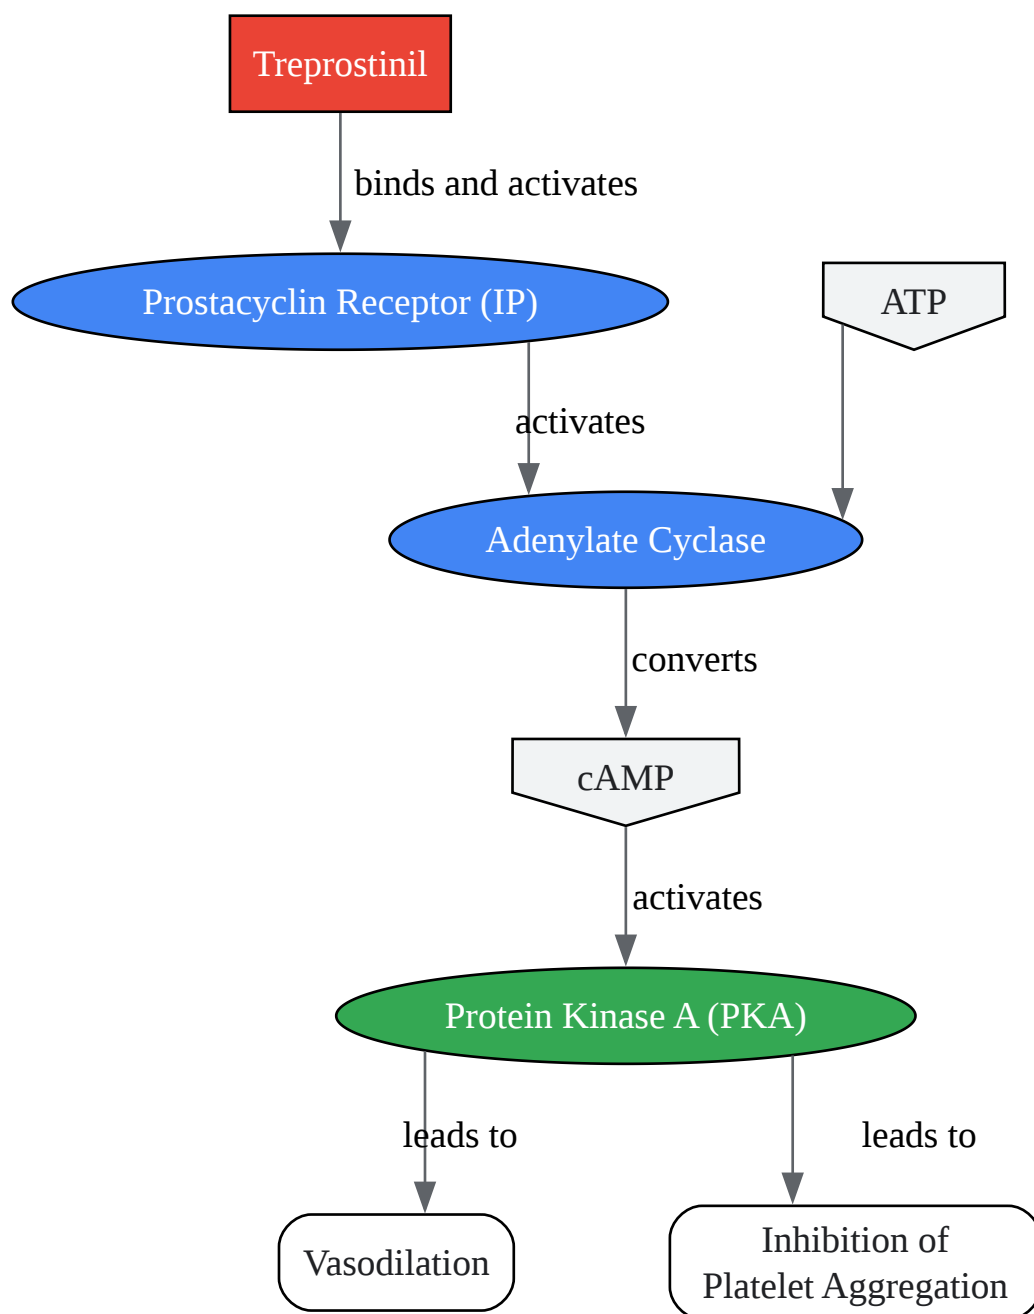 Treprostinil
binds and activates
Prostacyclin Receptor (IP)
ATP
activates
Adenylate Cyclase
converts
cAMP
activates
Protein Kinase A (PKA)
leads to
leads to
Vasodilation
Inhibition of
Platelet Aggregation